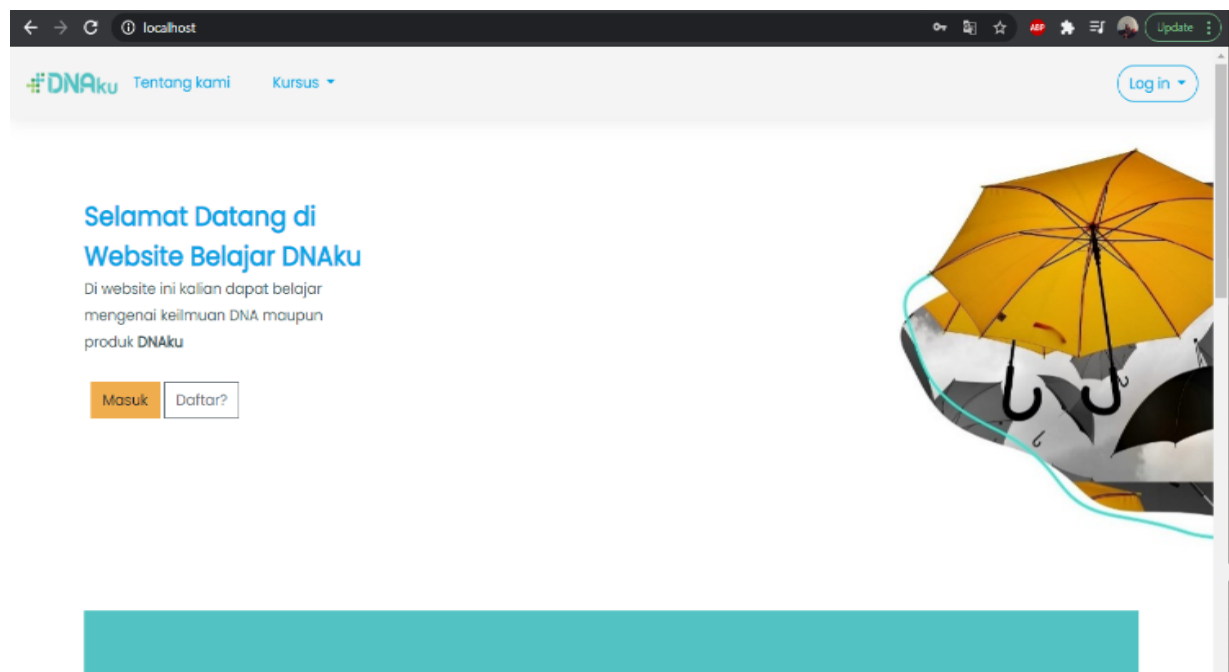 localhost
ABP
Update
DNAku
Tentang kami
Kursus
Log in
Selamat Datang di
Website Belajar DNAku
Di website ini kalian dapat belajar
mengenai keilmuan DNA maupun
produk DNAku
Masuk
Daftar?